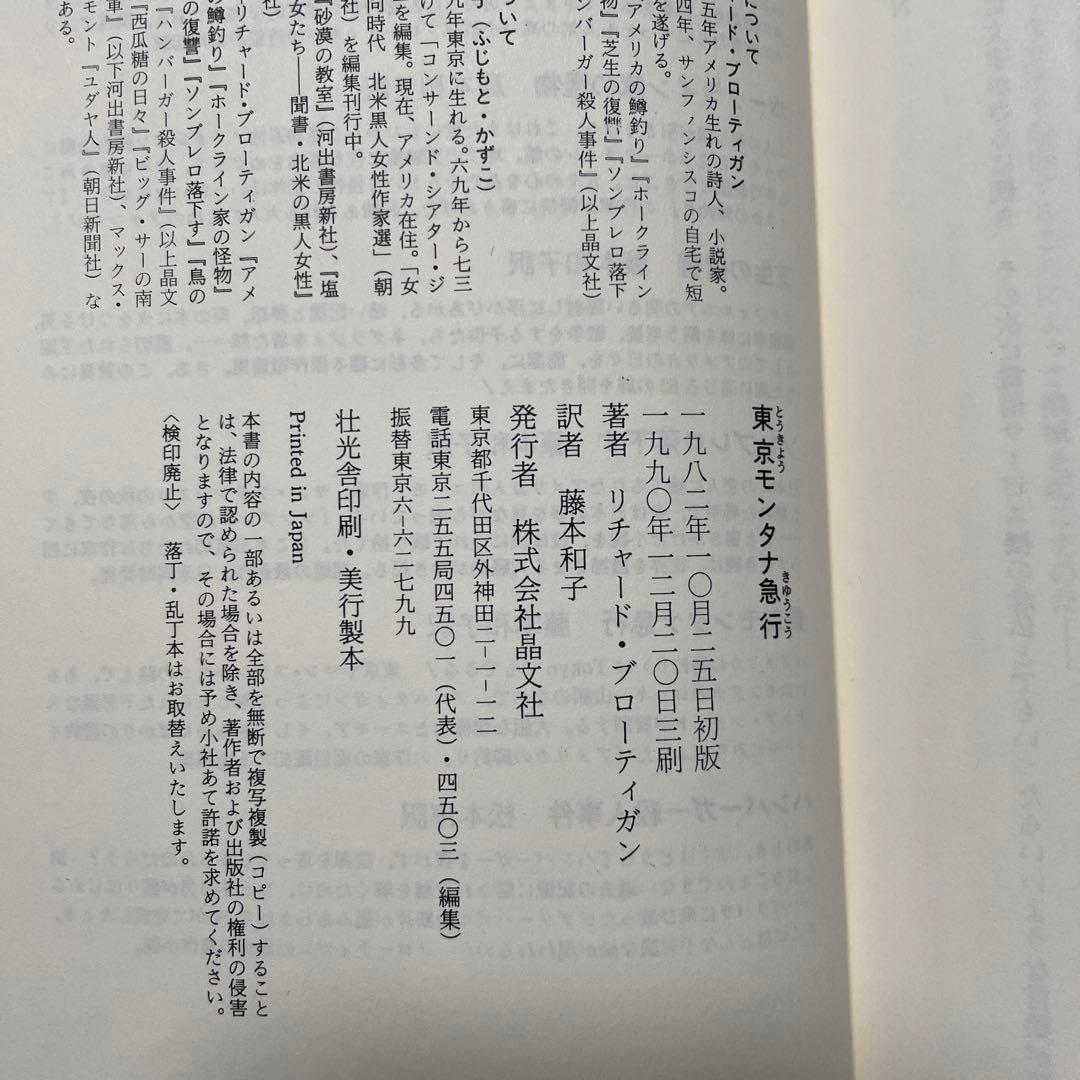 について
ード・ブローティガン
五年アメリカ生れの詩人、小説家。
四年、サンフランシスコの自宅で短
を遂げる。
アメリカの鱒釣り』『ホークライン
物』『芝生の復讐』『ソンブレロ落下
ンバーガー殺人事件』(以上晶文社)
ついて
子(ふじもと・かずこ)
九年東京に生れる。六九年から七三
けて「コンサーンド・シアター・ジ
を編集。現在、アメリカ在住。「女
同時代 北米黒人女性作家選」(朝
社)を編集刊行中。
『砂漠の教室』(河出書房新社)、『塩
女たち――聞書・北米の黒人女性』
社)
リチャード・ブローティガン『アメ
の鱒釣り』『ホークライン家の怪物』
の復讐』『ソンブレロ落下す』『鳥の
『ハンバーガー殺人事件』(以上晶文
『西瓜糖の日々』『ビッグ・サーの南
軍』(以下河出書房新社)、マックス・
モント『ユダヤ人』(朝日新聞社)な
ある。
東京モンタナ急行
とうきょう
きゅうこう
一九八二年一〇月二五日初版
一九九〇年一二月二〇日三刷
著者 リチャード・ブローティガン
訳者 藤本和子
発行者 株式会社晶文社
東京都千代田区外神田二-一-一二
電話東京二五五局四五〇一(代表)・四五〇三(編集)
振替東京六-六二七九九
壮光舎印刷・美行製本
Printed in Japan
本書の内容の一部あるいは全部を無断で複写複製(コピー)すること
は、法律で認められた場合を除き、著作者および出版社の権利の侵害
となりますので、その場合には予め小社あて許諾を求めてください。
〈検印廃止〉 落丁・乱丁本はお取替えいたします。